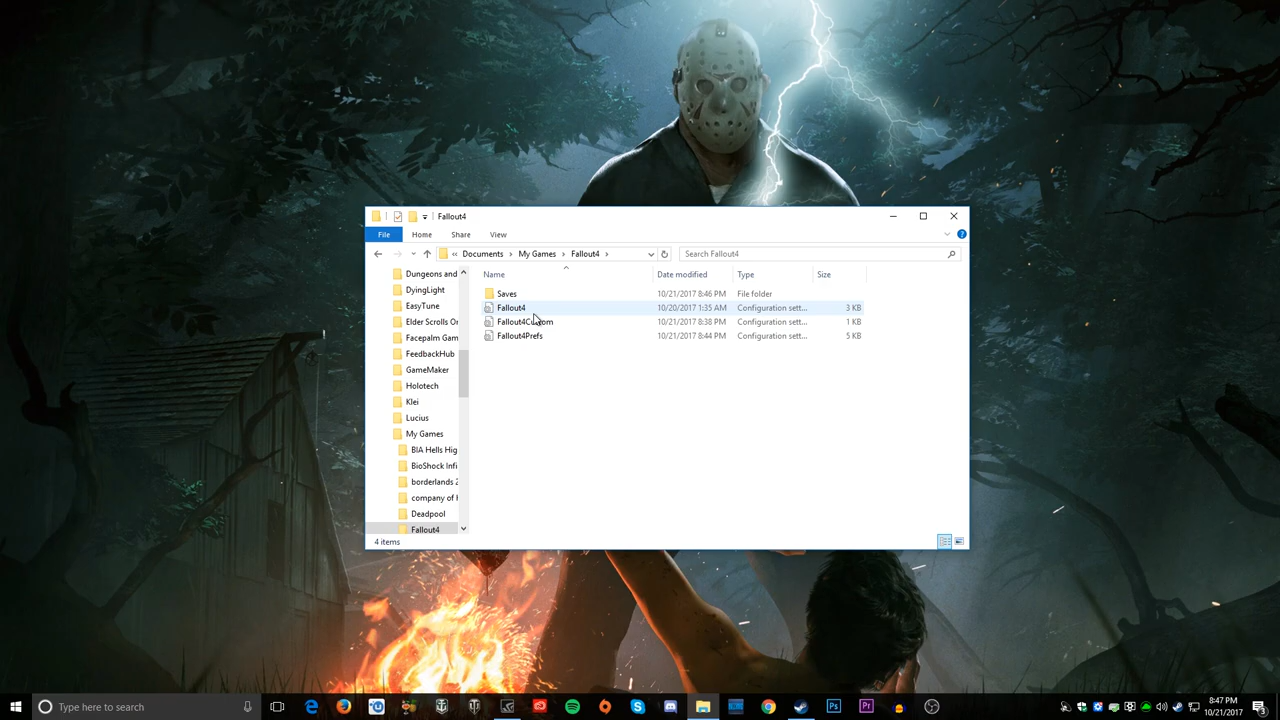 Fallout4
File Home Share View
« Documents > My Games > Fallout4 > Search Fallout4
Dungeons and
DyingLight
EasyTune
Elder Scrolls On
Facepalm Gam
FeedbackHub
GameMaker
Holotech
Klei
Lucius
My Games
BIA Hells Hig
BioShock Infi
borderlands 2
company of h
Deadpool
Fallout4
Name Date modified Type Size
Saves 10/21/2017 8:46 PM File folder
Fallout4 10/20/2017 1:35 AM Configuration sett... 3 KB
Fallout4Custom 10/21/2017 8:38 PM Configuration sett... 1 KB
Fallout4Prefs 10/21/2017 8:44 PM Configuration sett... 5 KB
4 items
Type here to search
Ps
Pr
8:47 PM
10/21/2017